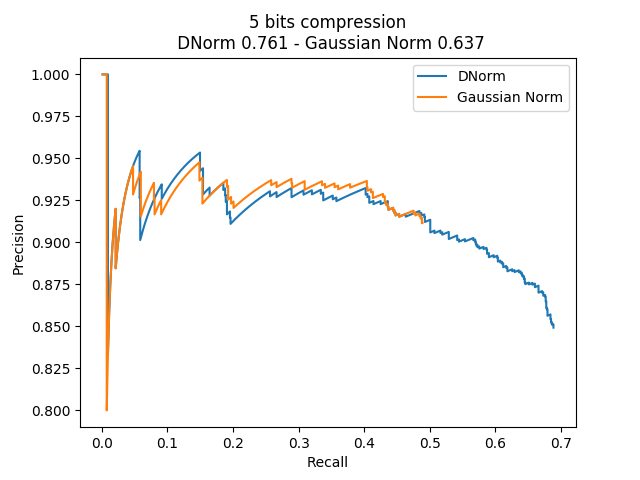 5 bits compression
DNorm 0.761 - Gaussian Norm 0.637
DNorm
Gaussian Norm
Precision
1.000
0.975
0.950
0.925
0.900
0.875
0.850
0.825
0.800
0.0 0.1 0.2 0.3 0.4 0.5 0.6 0.7
Recall